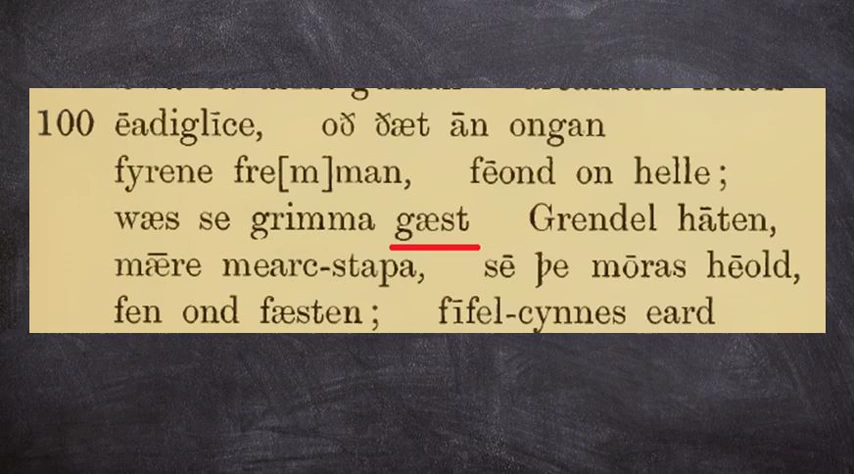 100 ēadiglīce, oð ðæt ān ongan
fyrene fre[m]man, fēond on helle;
wæs se grimma gæst Grendel hāten,
mǣre mearc-stapa, sē þe mōras hēold,
fen ond fæsten; fīfel-cynnes eard